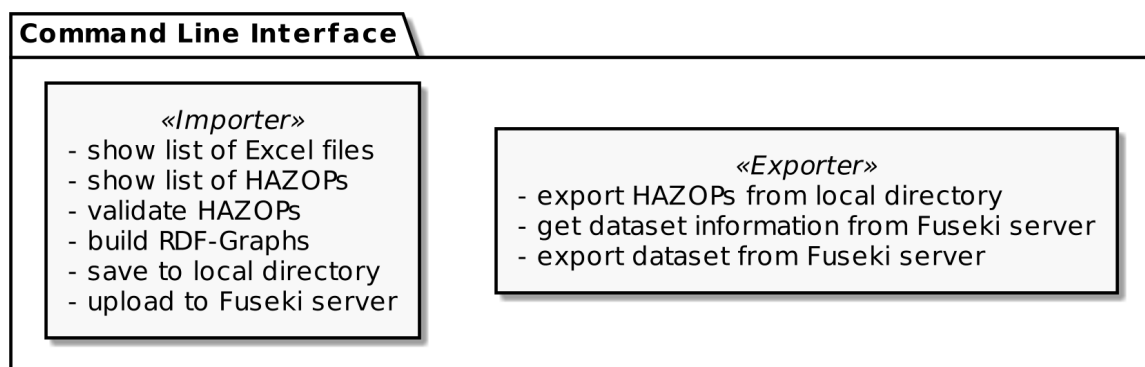 Command Line Interface
«Importer»
- show list of Excel files
- show list of HAZOPs
- validate HAZOPs
- build RDF-Graphs
- save to local directory
- upload to Fuseki server
«Exporter»
- export HAZOPs from local directory
- get dataset information from Fuseki server
- export dataset from Fuseki server